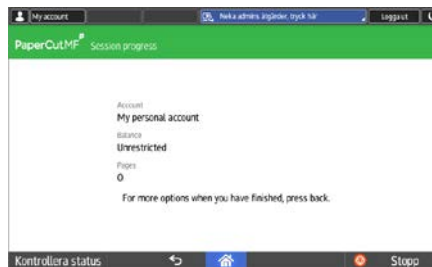 My account
Neka admins åtgärder, tryck här
Logga ut
PaperCutMF
Session progress
Account
My personal account
Balance
Unrestricted
Pages
0
For more options when you have finished, press back.
Kontrollera status
Stopp